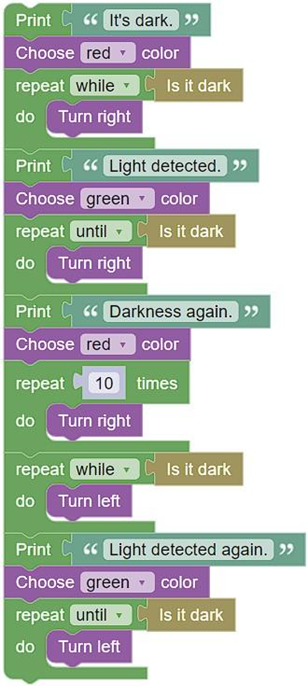 Print “ It's dark. ”
Choose red ▾ color
repeat while ▾ Is it dark
do Turn right
Print “ Light detected. ”
Choose green ▾ color
repeat until ▾ Is it dark
do Turn right
Print “ Darkness again. ”
Choose red ▾ color
repeat 10 times
do Turn right
repeat while ▾ Is it dark
do Turn left
Print “ Light detected again. ”
Choose green ▾ color
repeat until ▾ Is it dark
do Turn left